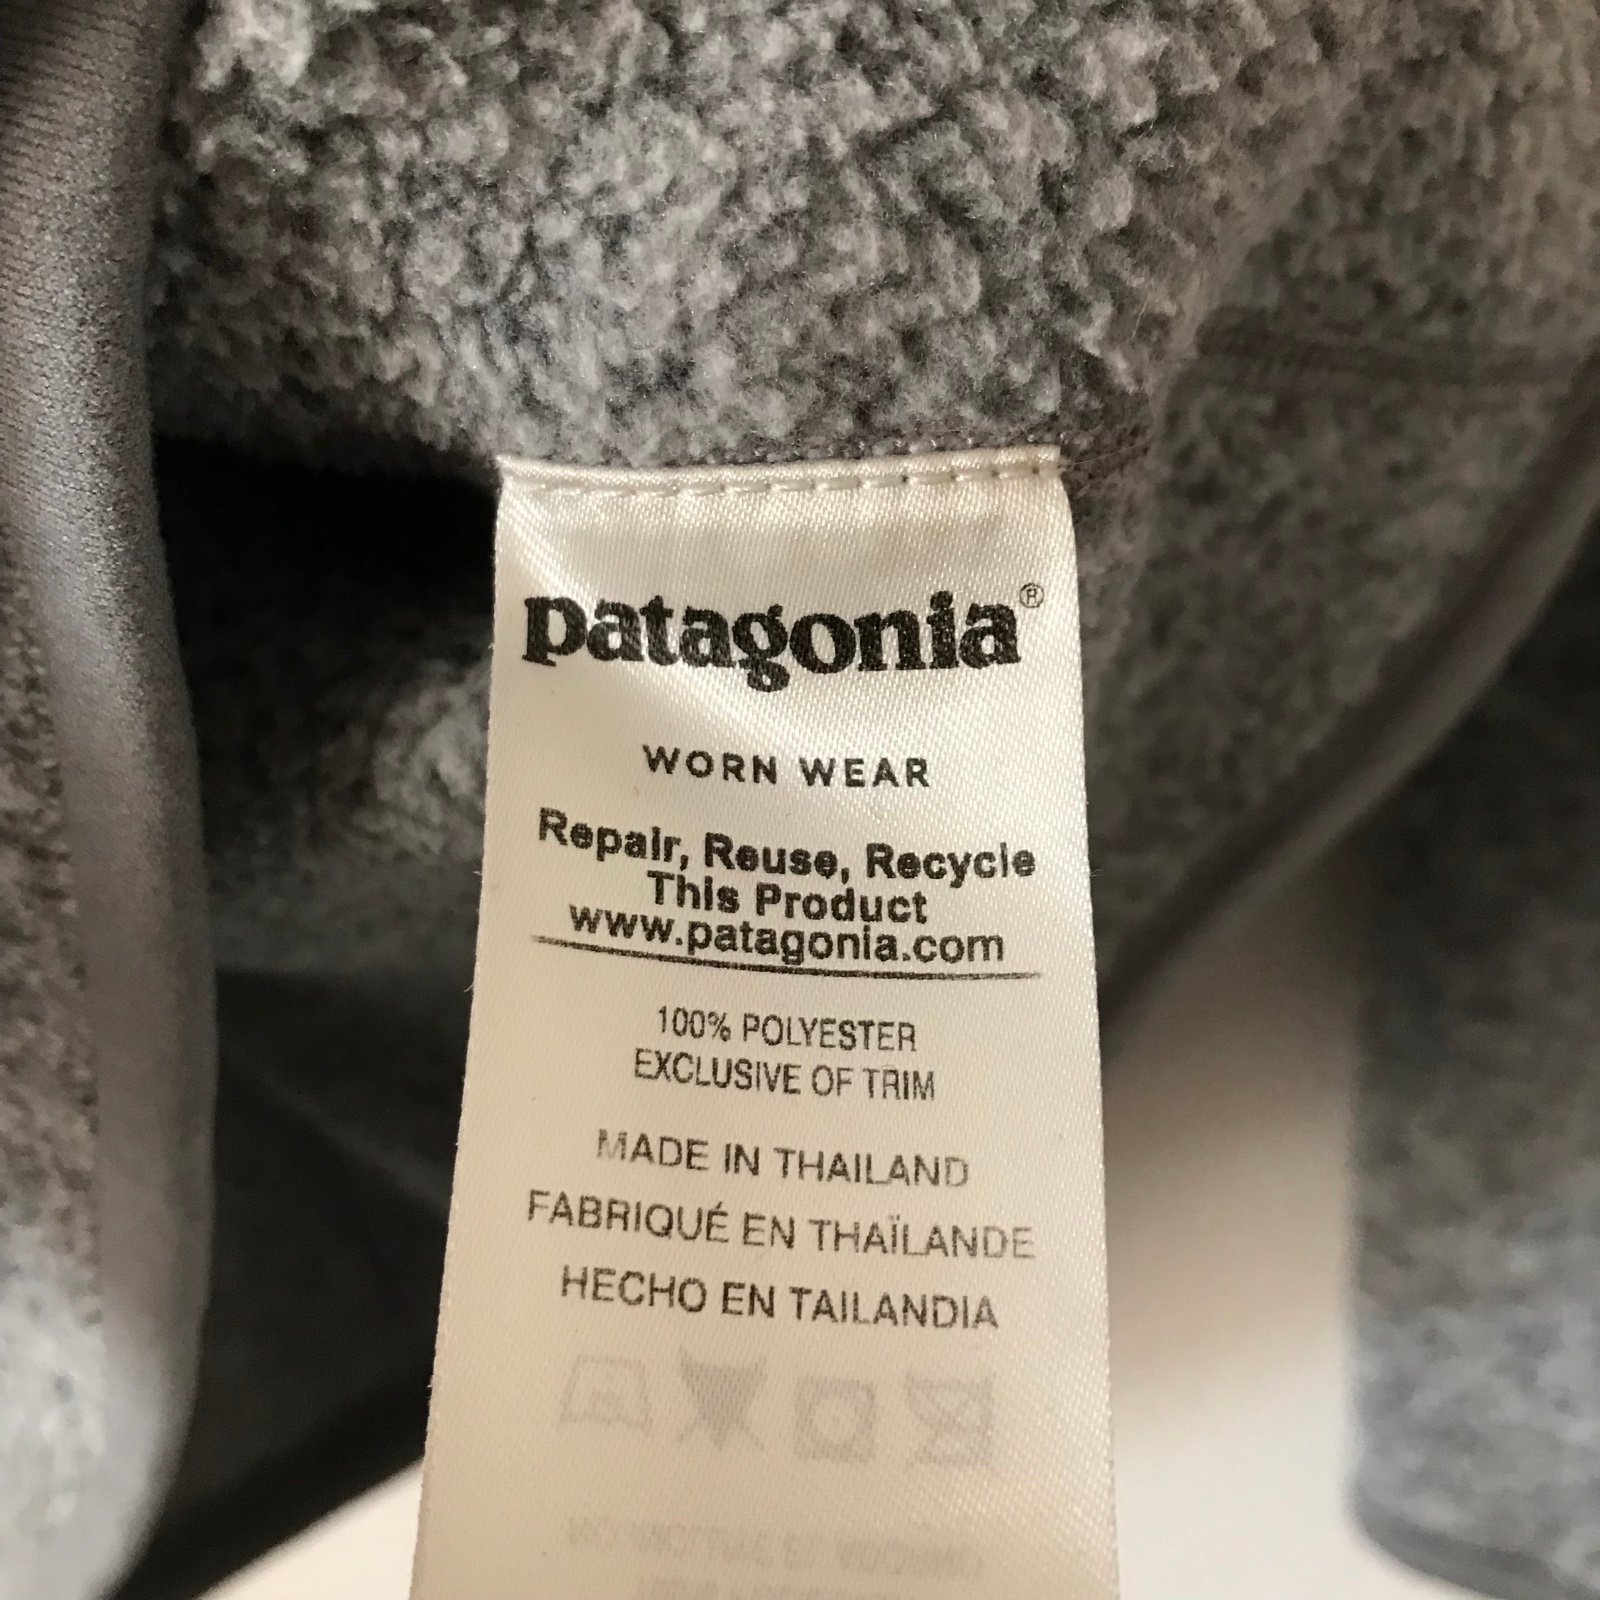 patagonia®
WORN WEAR
Repair, Reuse, Recycle
This Product
www.patagonia.com
100% POLYESTER
EXCLUSIVE OF TRIM
MADE IN THAILAND
FABRIQUÉ EN THAÏLANDE
HECHO EN TAILANDIA